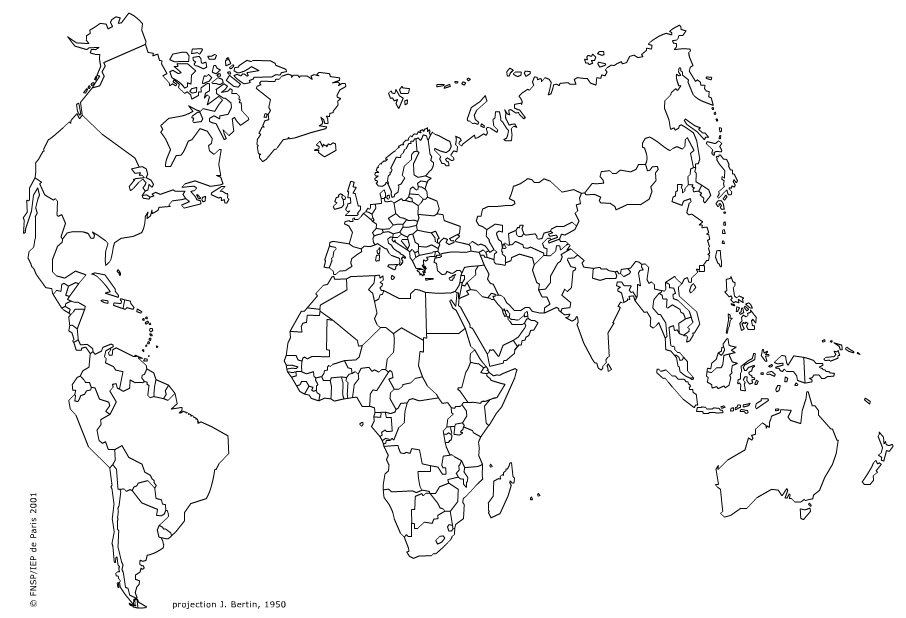 © FNSP/IEP de Paris 2001
projection J. Bertin, 1950